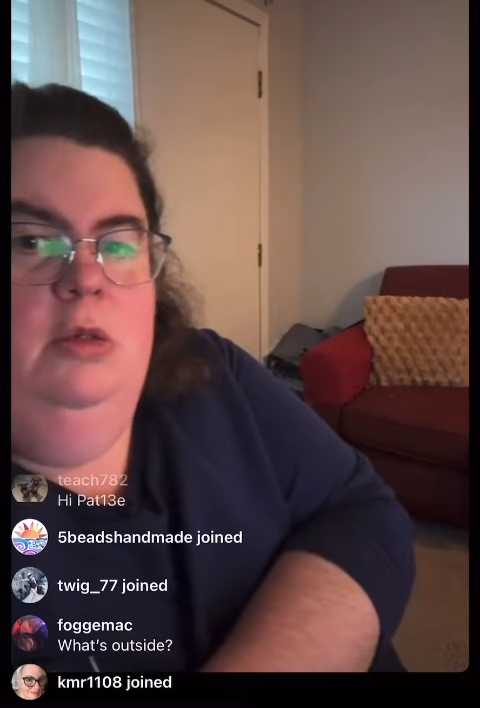 teach782
Hi Pat13e
5beadshandmade joined
twig_77 joined
foggemac
What's outside?
kmr1108 joined